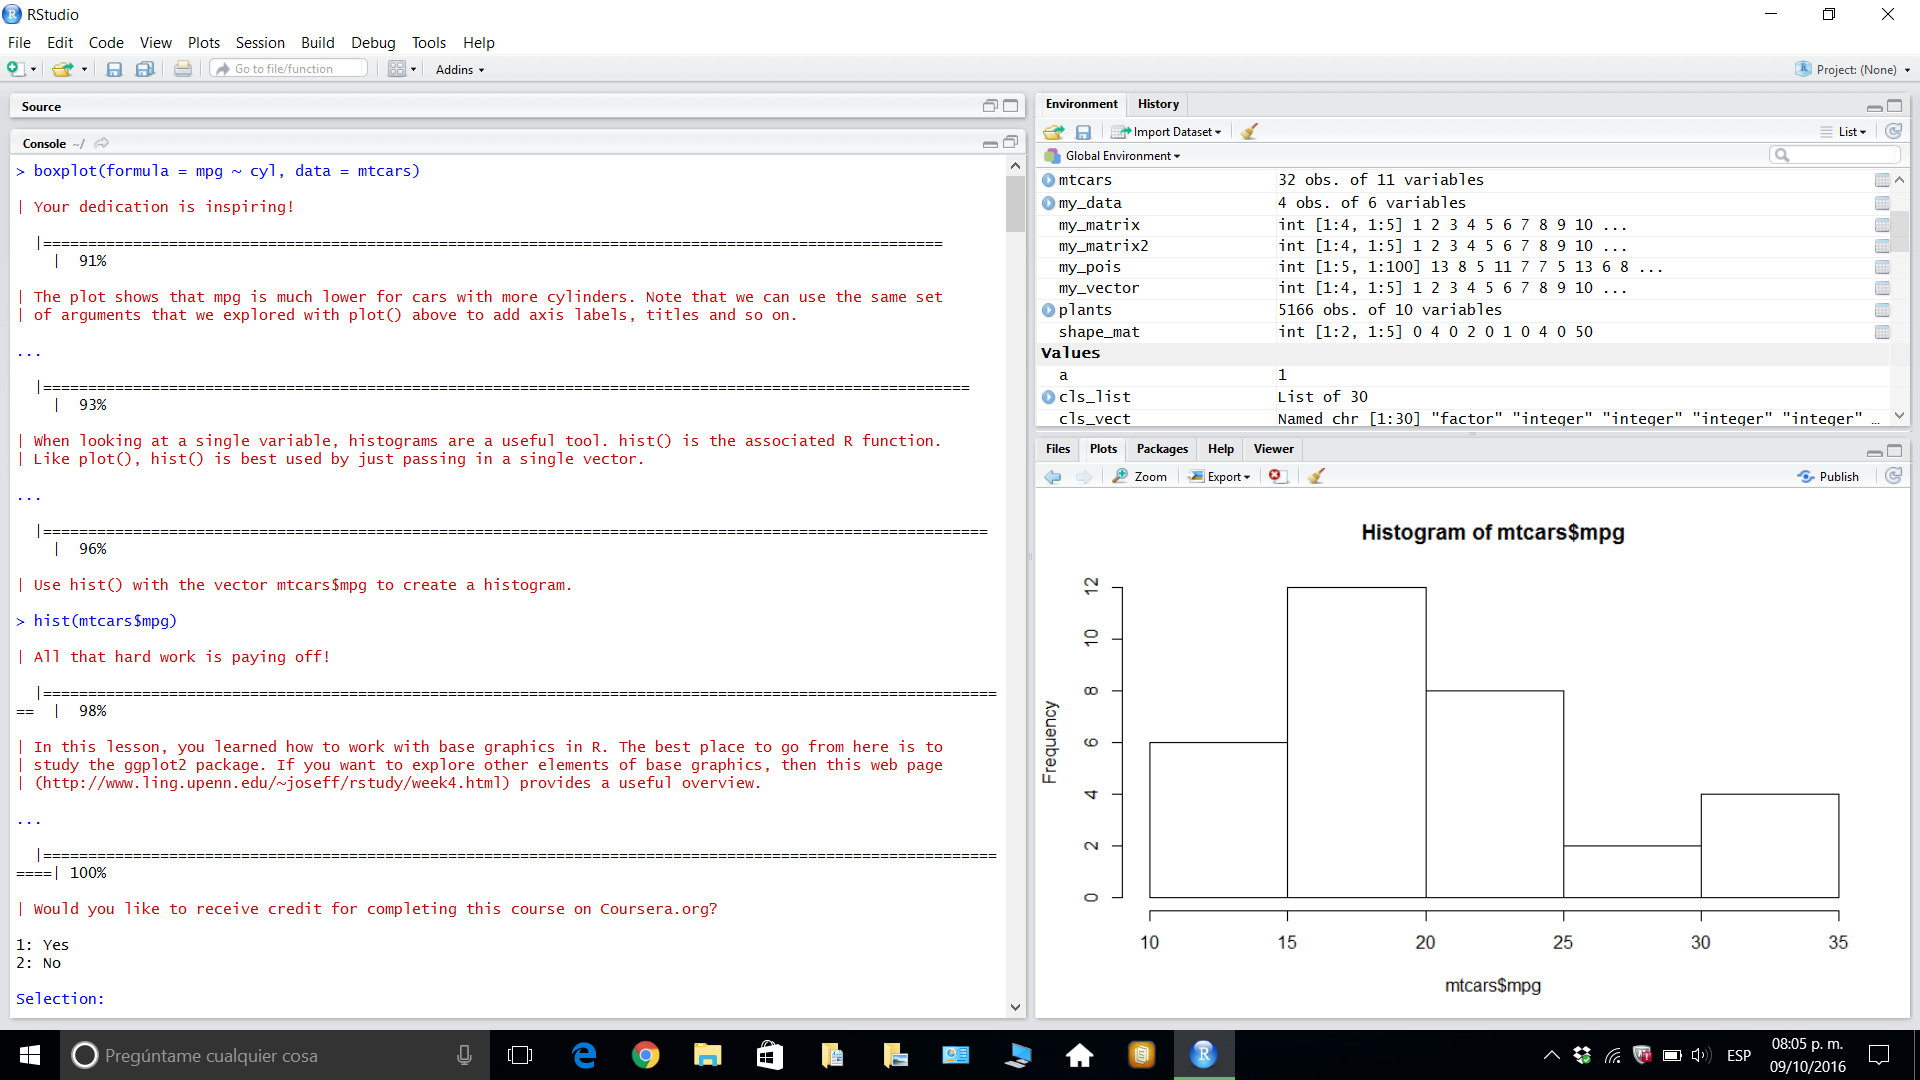 RStudio
File Edit Code View Plots Session Build Debug Tools Help
Go to file/function Addins Project: (None)
Source
Console ~/
> boxplot(formula = mpg ~ cyl, data = mtcars)
| Your dedication is inspiring!
|====================================================================================================
| 91%
| The plot shows that mpg is much lower for cars with more cylinders. Note that we can use the same set
| of arguments that we explored with plot() above to add axis labels, titles and so on.
...
|=======================================================================================================
| 93%
| When looking at a single variable, histograms are a useful tool. hist() is the associated R function.
| Like plot(), hist() is best used by just passing in a single vector.
...
|=========================================================================================================
| 96%
| Use hist() with the vector mtcars$mpg to create a histogram.
> hist(mtcars$mpg)
| All that hard work is paying off!
|==========================================================================================================
== | 98%
| In this lesson, you learned how to work with base graphics in R. The best place to go from here is to
| study the ggplot2 package. If you want to explore other elements of base graphics, then this web page
| (http://www.ling.upenn.edu/~joseff/rstudy/week4.html) provides a useful overview.
...
|==========================================================================================================
====| 100%
| Would you like to receive credit for completing this course on Coursera.org?
1: Yes
2: No
Selection:
Environment History
Import Dataset List
Global Environment
mtcars 32 obs. of 11 variables
my_data 4 obs. of 6 variables
my_matrix int [1:4, 1:5] 1 2 3 4 5 6 7 8 9 10 ...
my_matrix2 int [1:4, 1:5] 1 2 3 4 5 6 7 8 9 10 ...
my_pois int [1:5, 1:100] 13 8 5 11 7 7 5 13 6 8 ...
my_vector int [1:4, 1:5] 1 2 3 4 5 6 7 8 9 10 ...
plants 5166 obs. of 10 variables
shape_mat int [1:2, 1:5] 0 4 0 2 0 1 0 4 0 50
Values
a 1
cls_list List of 30
cls_vect Named chr [1:30] "factor" "integer" "integer" "integer" "integer" …
Files Plots Packages Help Viewer
Zoom Export Publish
Histogram of mtcars$mpg
Frequency
12
10
8
6
4
2
0
10 15 20 25 30 35
mtcars$mpg
Pregúntame cualquier cosa
ESP
08:05 p. m.
09/10/2016